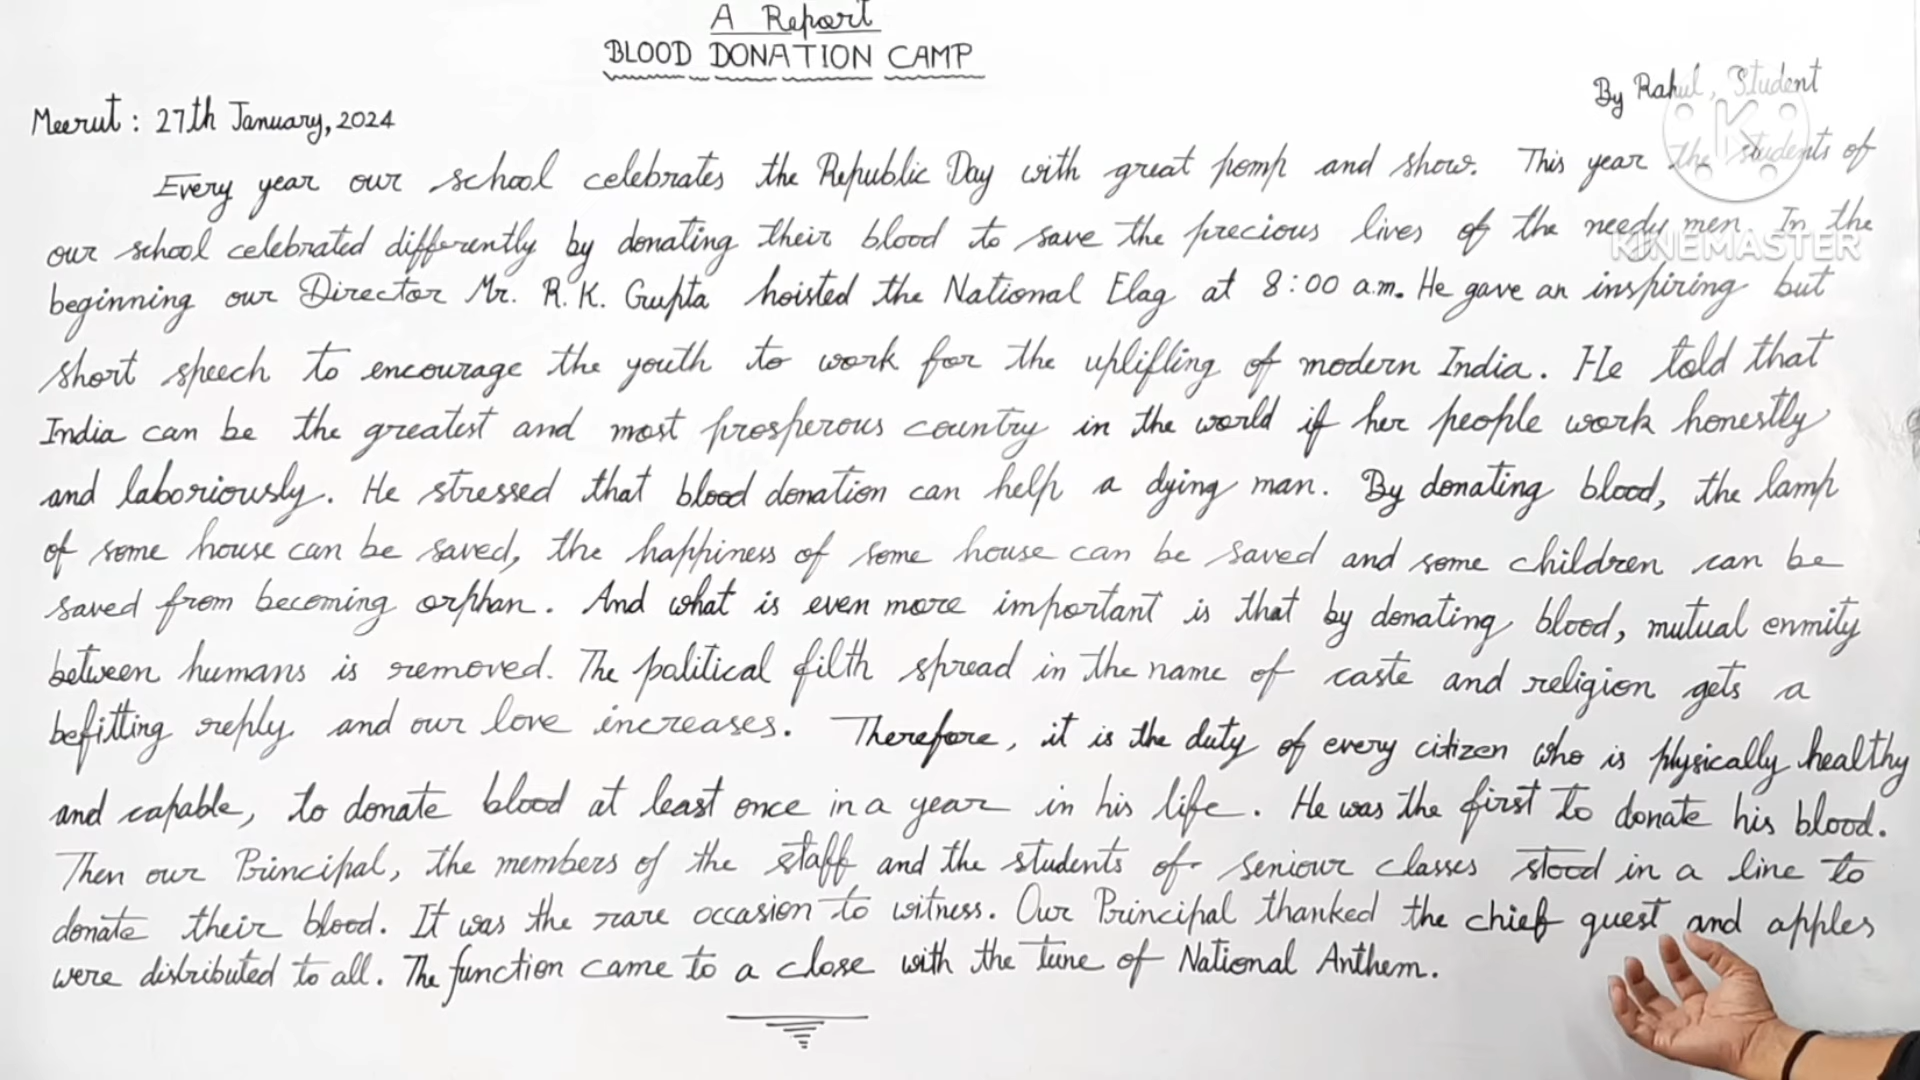 A Report
BLOOD DONATION CAMP
By Rahul, Student
Meerut : 27th January, 2024
Every year our school celebrates the Republic Day with great pomp and show. This year the students of
our school celebrated differently by donating their blood to save the precious lives of the needy men. In the
KINEMASTER
beginning our Director Mr. R.K. Gupta hoisted the National Elag at 8:00 a.m. He gave an inspiring but
short speech to encourage the youth to work for the uplifling of modern India. He told that
India can be the greatest and most prosperous country in the world if her people work honestly
and laboriously. He stressed that blood donation can help a dying man. By donating blood, the lamp
of some house can be saved, the happiness of some house can be saved and some children can be
saved from becoming orphan. And what is even more important is that by donating blood, mutual enmity
between humans is removed. The political filth spread in the name of caste and religion gets a
befitting reply and our love increases. Therefore, it is the duty of every citizen who is physically healthy
and capable, to donate blood at least once in a year in his life. He was the first to donate his blood.
Then our Principal, the members of the staff and the students of seniour classes stood in a line to
donate their blood. It was the rare occasion to witness. Our Principal thanked the chief guest and apples
were distributed to all. The function came to a close with the tune of National Anthem.